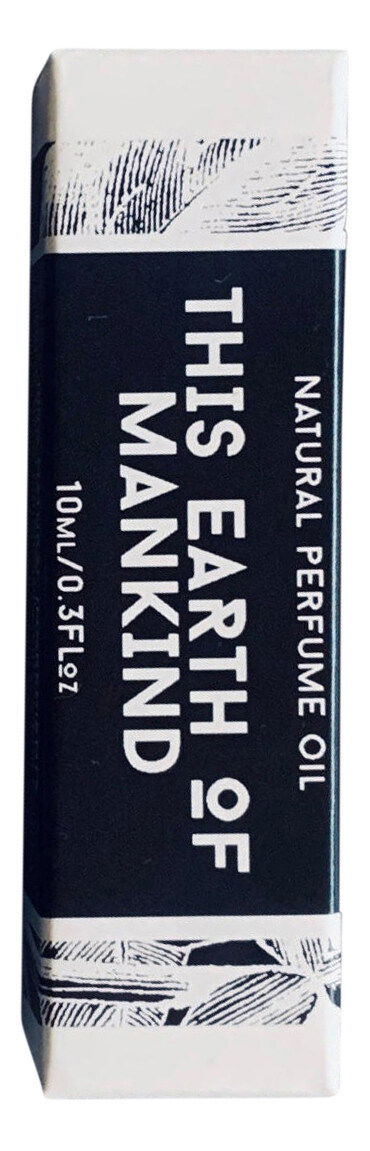 NATURAL PERFUME OIL
THIS EARTH OF
MANKIND
10ML/0.3FLOZ